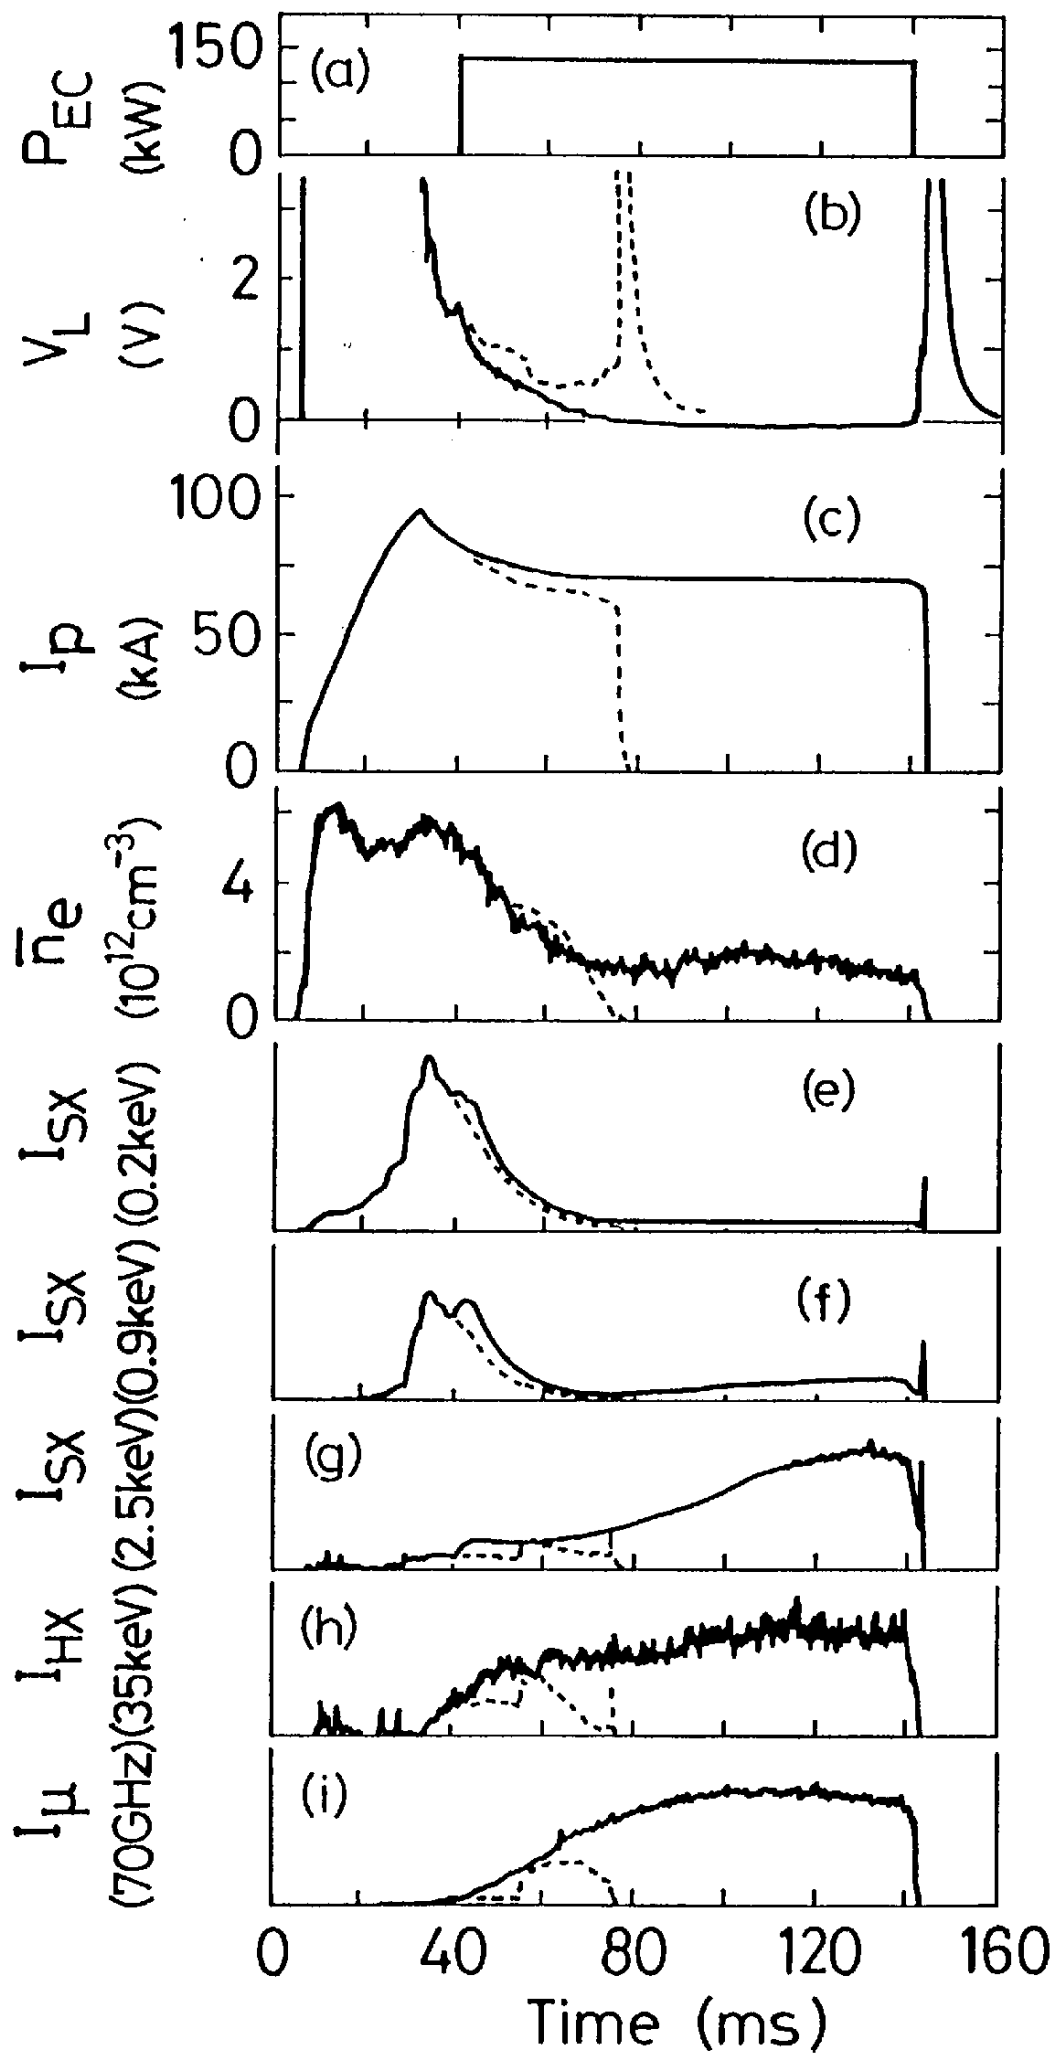 P_EC
(kW)
150
0
(a)
V_L
(V)
2
0
(b)
I_p
(kA)
100
50
0
(c)
n̅_e
(10^12 cm^-3)
4
0
(d)
I_SX
(0.2keV)
(e)
I_SX
(0.9keV)
(f)
I_SX
(2.5keV)
(g)
I_HX
(35keV)
(h)
I_μ
(70GHz)
(i)
0 40 80 120 160
Time (ms)